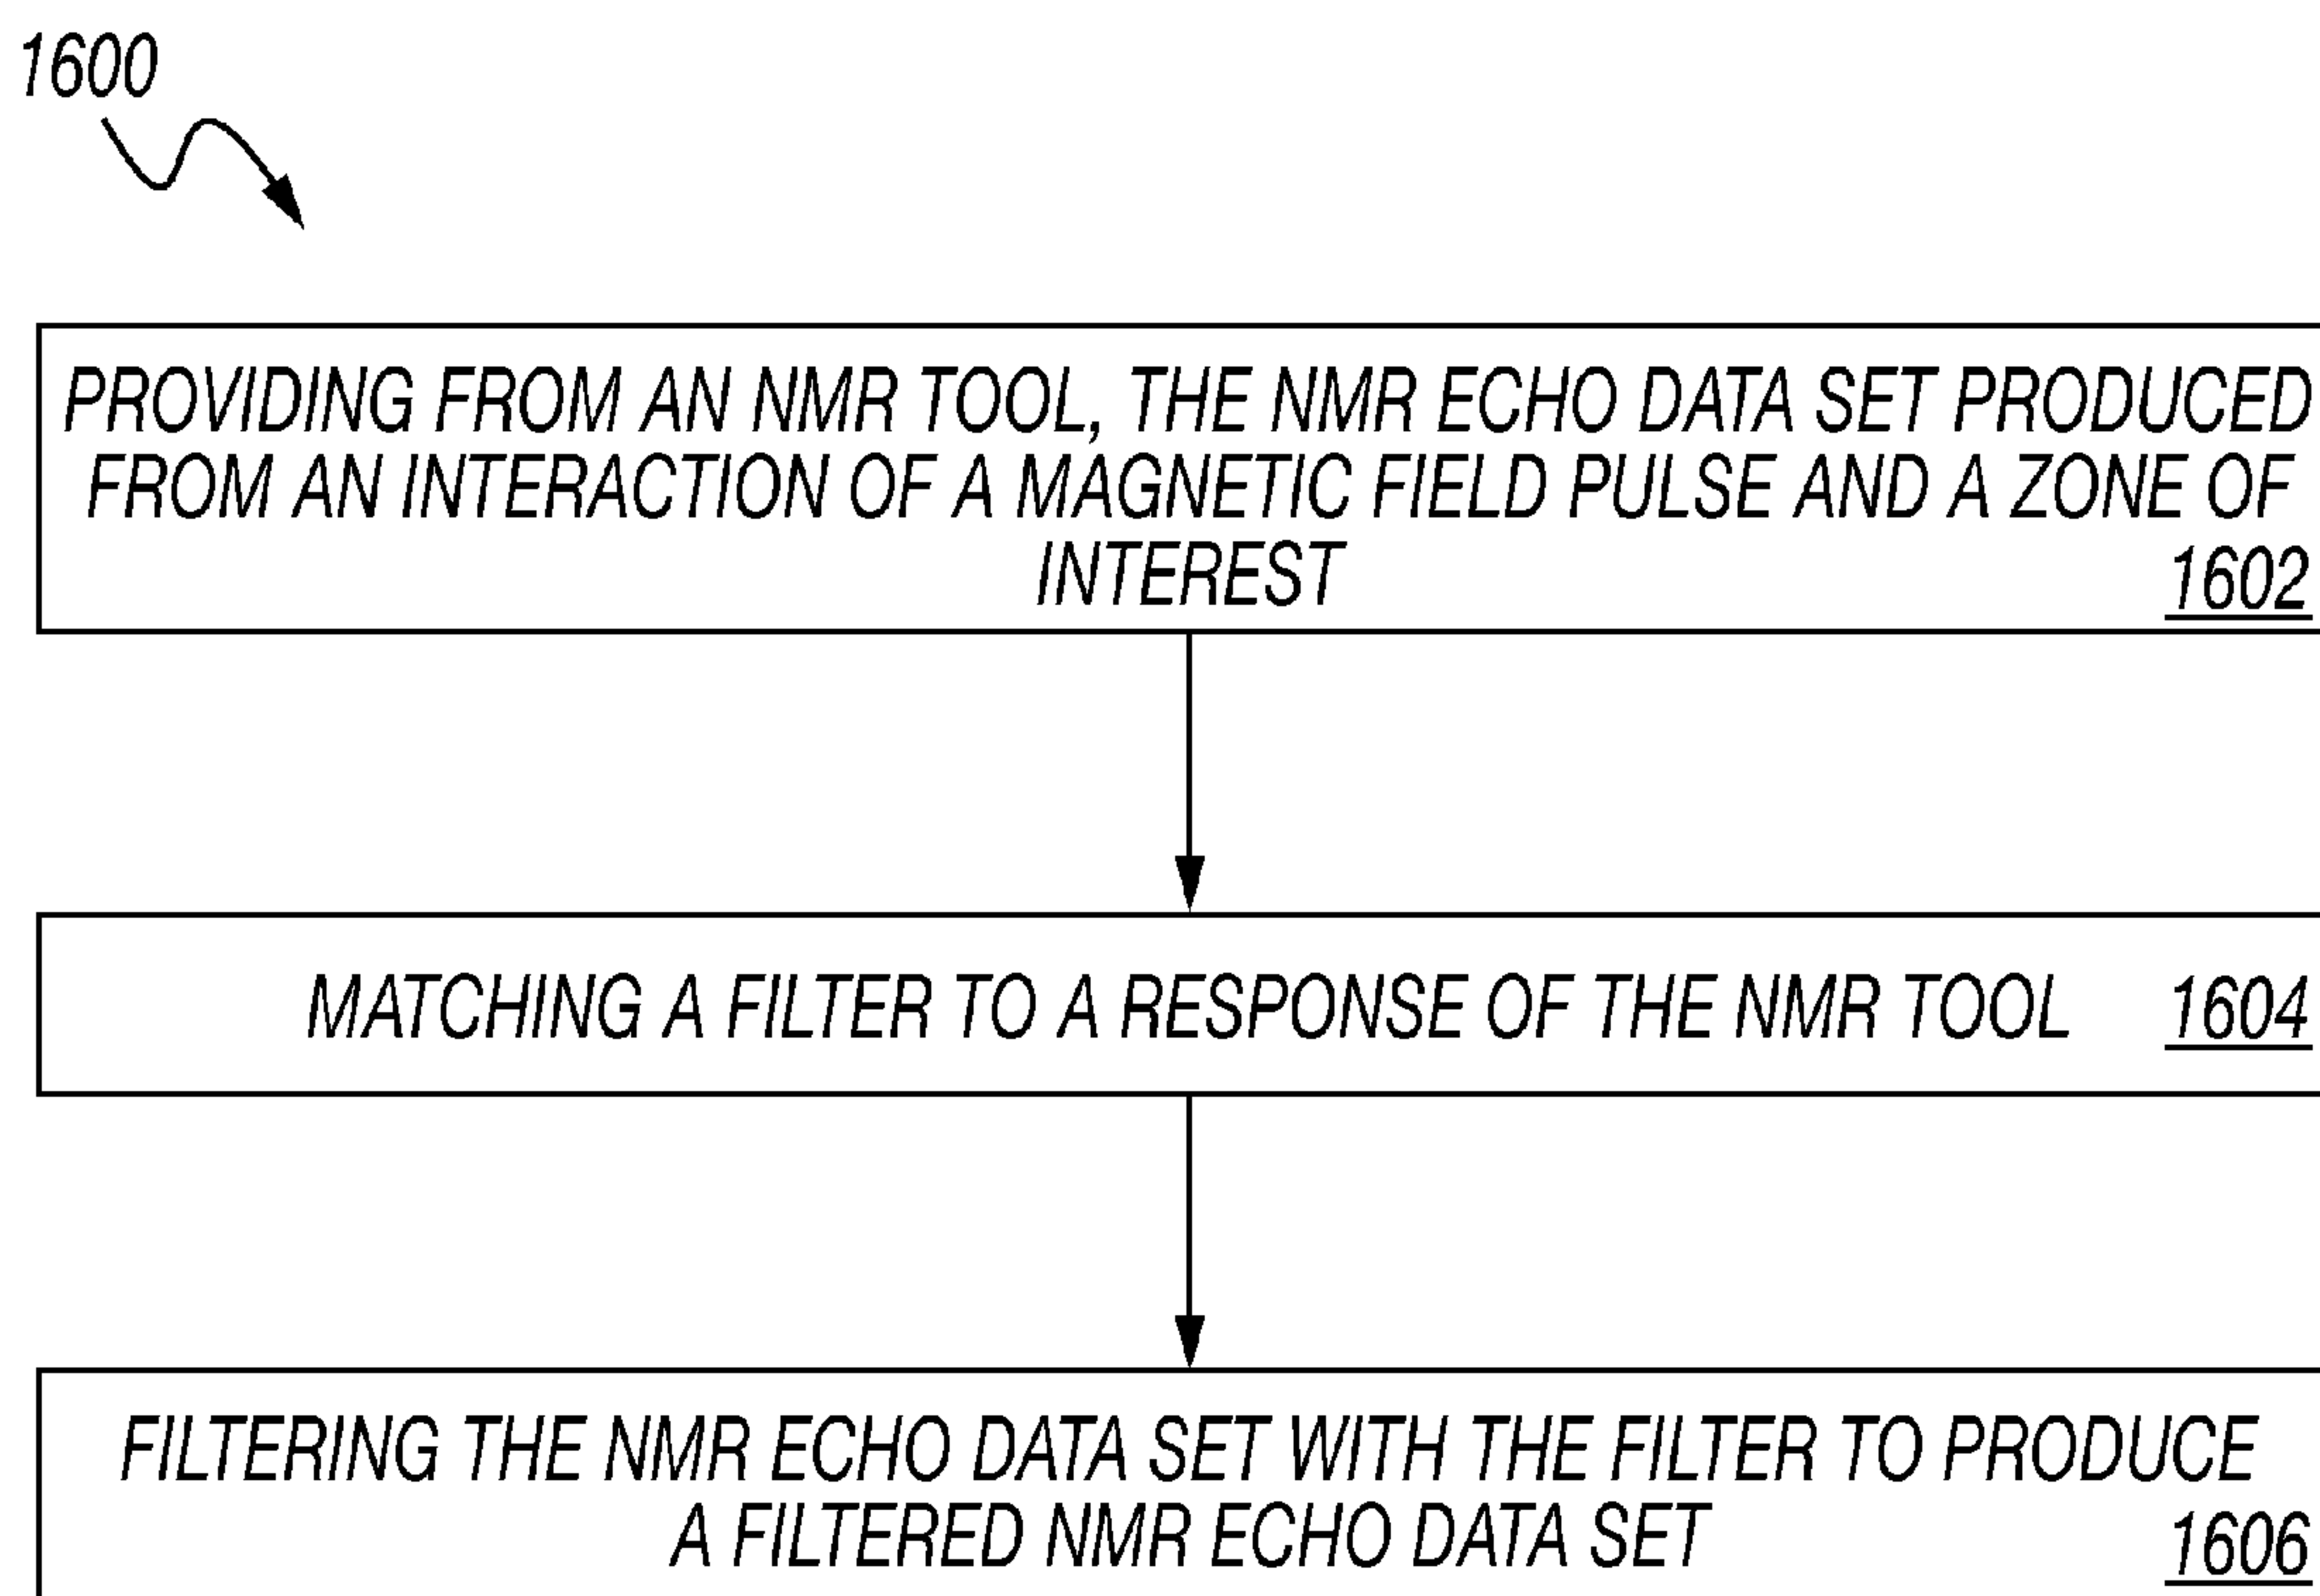 1600
PROVIDING FROM AN NMR TOOL, THE NMR ECHO DATA SET PRODUCED
FROM AN INTERACTION OF A MAGNETIC FIELD PULSE AND A ZONE OF
INTEREST
1602
MATCHING A FILTER TO A RESPONSE OF THE NMR TOOL 1604
FILTERING THE NMR ECHO DATA SET WITH THE FILTER TO PRODUCE
A FILTERED NMR ECHO DATA SET
1606